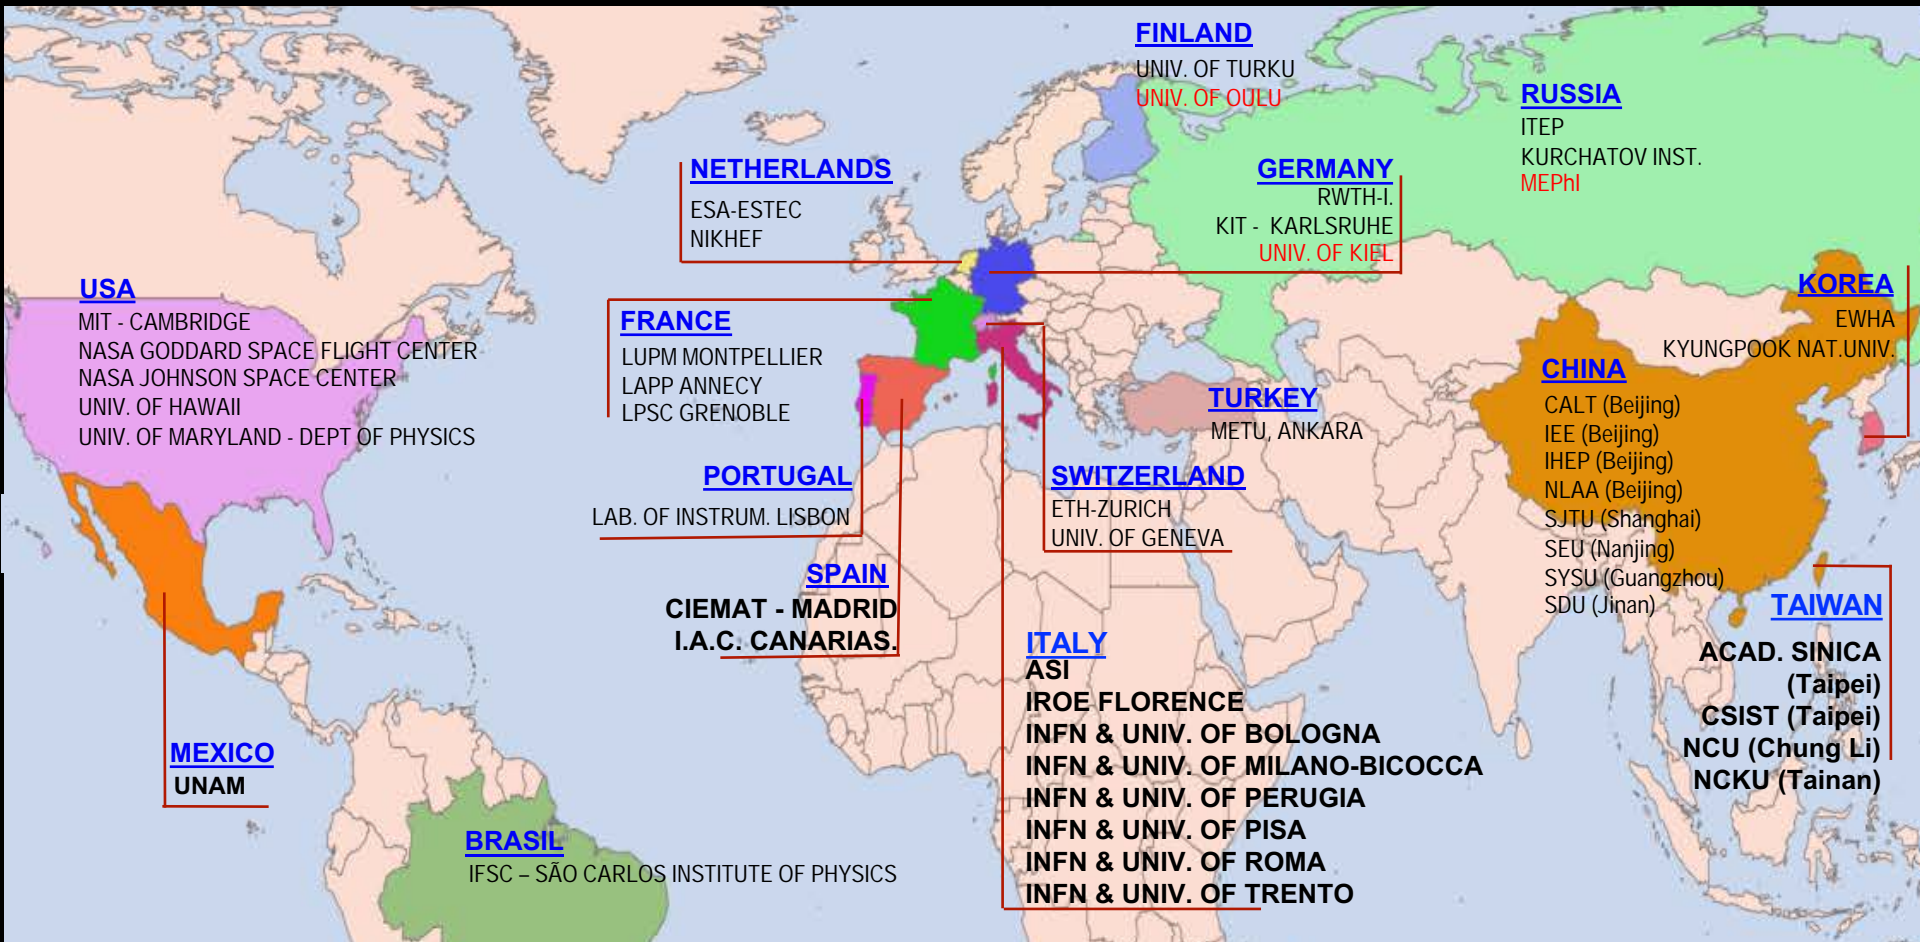 FINLAND
UNIV. OF TURKU
UNIV. OF OULU
RUSSIA
ITEP
KURCHATOV INST.
MEPhI
NETHERLANDS
ESA-ESTEC
NIKHEF
GERMANY
RWTH-I.
KIT - KARLSRUHE
UNIV. OF KIEL
USA
MIT - CAMBRIDGE
NASA GODDARD SPACE FLIGHT CENTER
NASA JOHNSON SPACE CENTER
UNIV. OF HAWAII
UNIV. OF MARYLAND - DEPT OF PHYSICS
FRANCE
LUPM MONTPELLIER
LAPP ANNECY
LPSC GRENOBLE
KOREA
EWHA
KYUNGPOOK NAT.UNIV.
TURKEY
METU, ANKARA
CHINA
CALT (Beijing)
IEE (Beijing)
IHEP (Beijing)
NLAA (Beijing)
SJTU (Shanghai)
SEU (Nanjing)
SYSU (Guangzhou)
SDU (Jinan)
PORTUGAL
LAB. OF INSTRUM. LISBON
SWITZERLAND
ETH-ZURICH
UNIV. OF GENEVA
SPAIN
CIEMAT - MADRID
I.A.C. CANARIAS.
TAIWAN
ACAD. SINICA
(Taipei)
CSIST (Taipei)
NCU (Chung Li)
NCKU (Tainan)
ITALY
ASI
IROE FLORENCE
INFN & UNIV. OF BOLOGNA
INFN & UNIV. OF MILANO-BICOCCA
INFN & UNIV. OF PERUGIA
INFN & UNIV. OF PISA
INFN & UNIV. OF ROMA
INFN & UNIV. OF TRENTO
MEXICO
UNAM
BRASIL
IFSC – SÃO CARLOS INSTITUTE OF PHYSICS